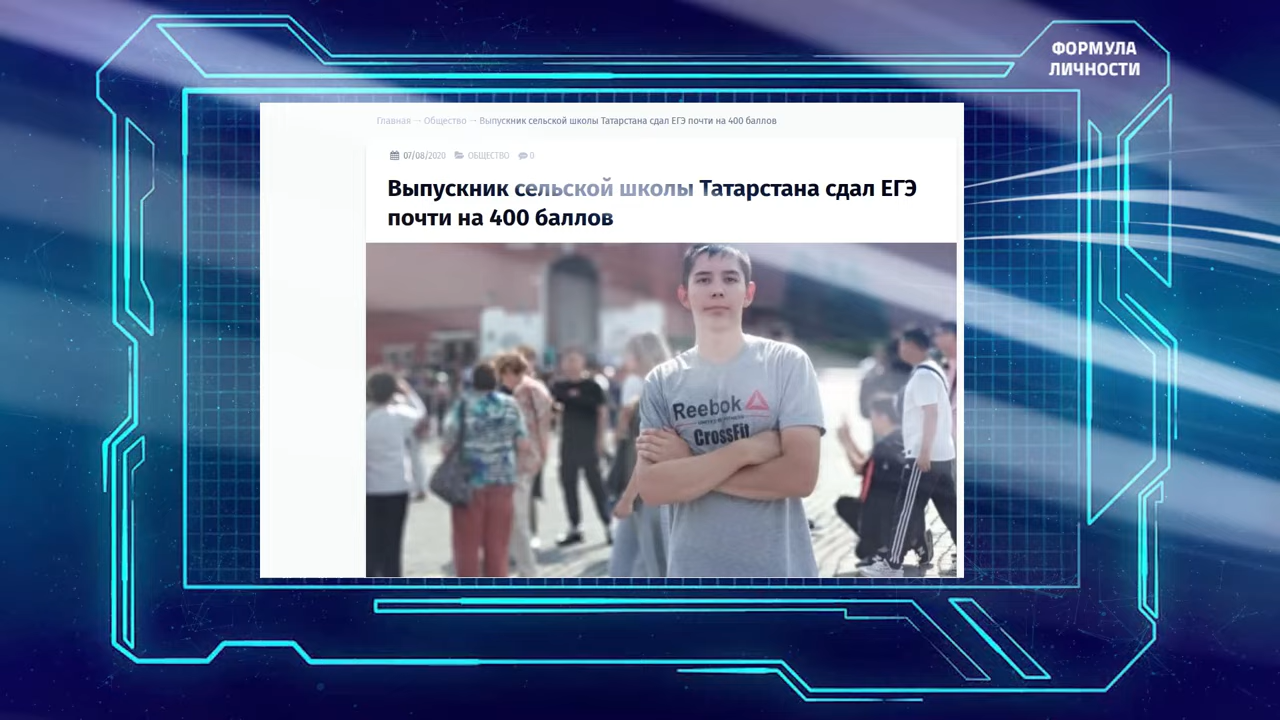 ФОРМУЛА
ЛИЧНОСТИ
Главная → Общество → Выпускник сельской школы Татарстана сдал ЕГЭ почти на 400 баллов
07/08/2020 ОБЩЕСТВО 0
Выпускник сельской школы Татарстана сдал ЕГЭ
почти на 400 баллов
Reebok
CrossFit